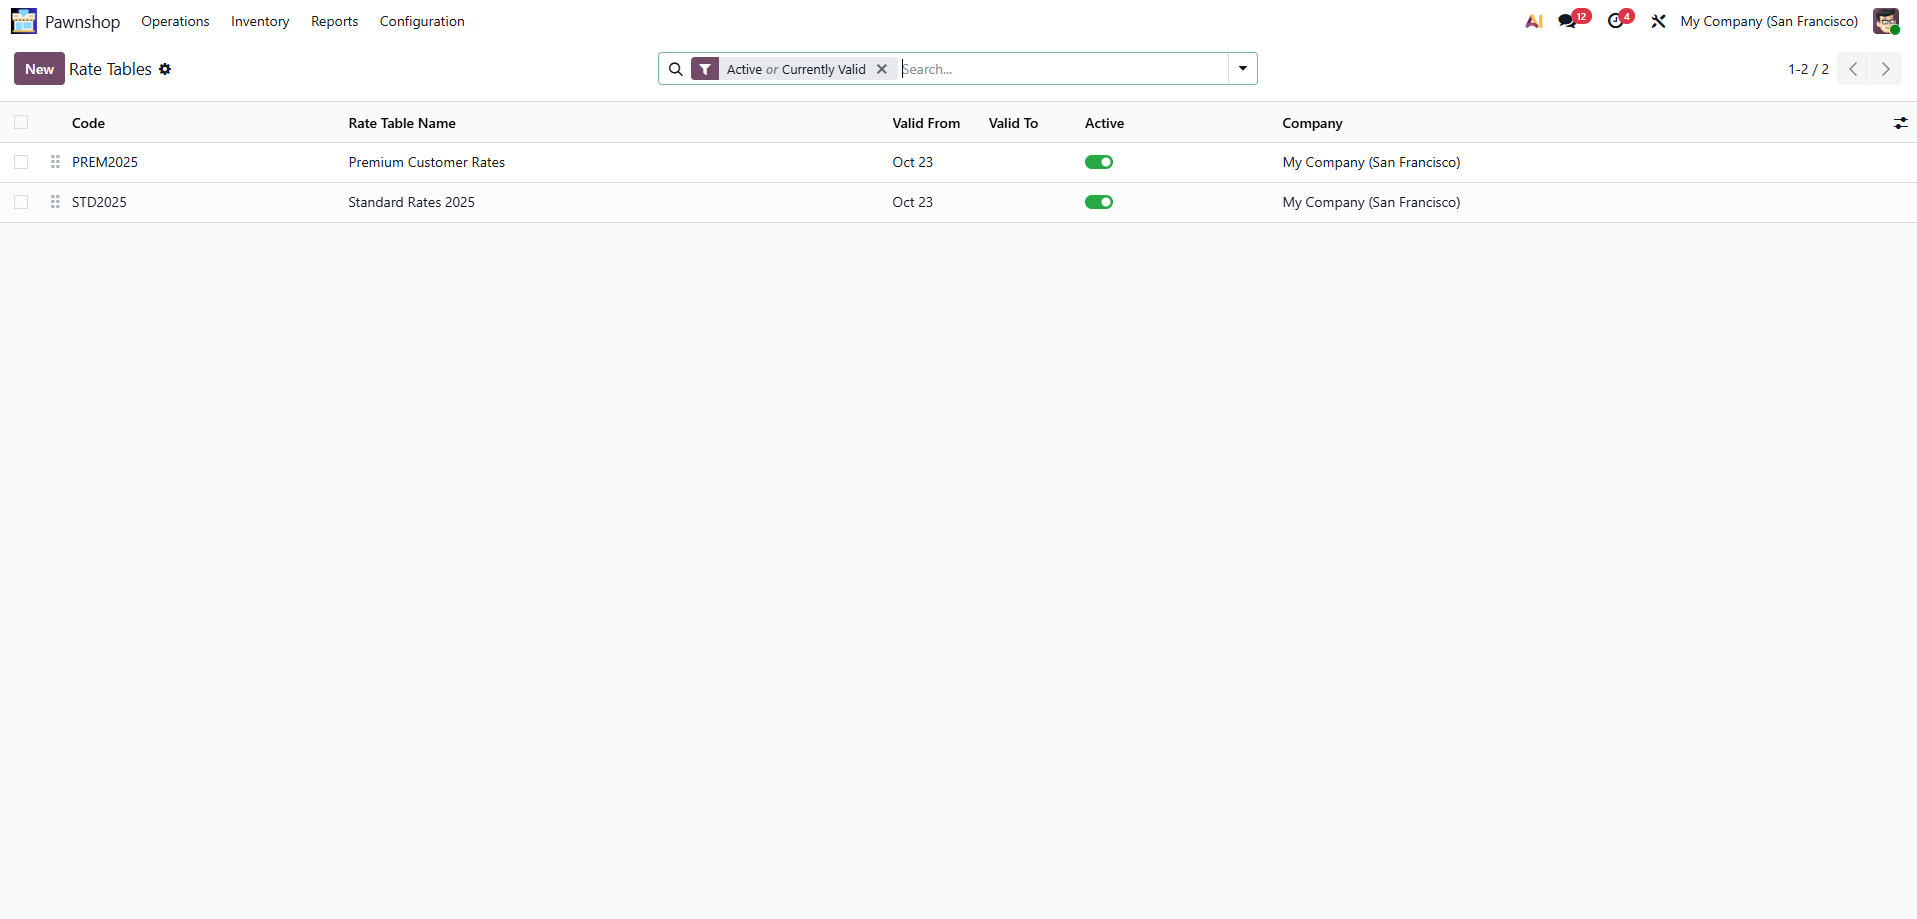 Pawnshop Operations Inventory Reports Configuration AI 12 4 My Company (San Francisco)
New Rate Tables Active or Currently Valid Search... 1-2 / 2
Code Rate Table Name Valid From Valid To Active Company
PREM2025 Premium Customer Rates Oct 23 My Company (San Francisco)
STD2025 Standard Rates 2025 Oct 23 My Company (San Francisco)